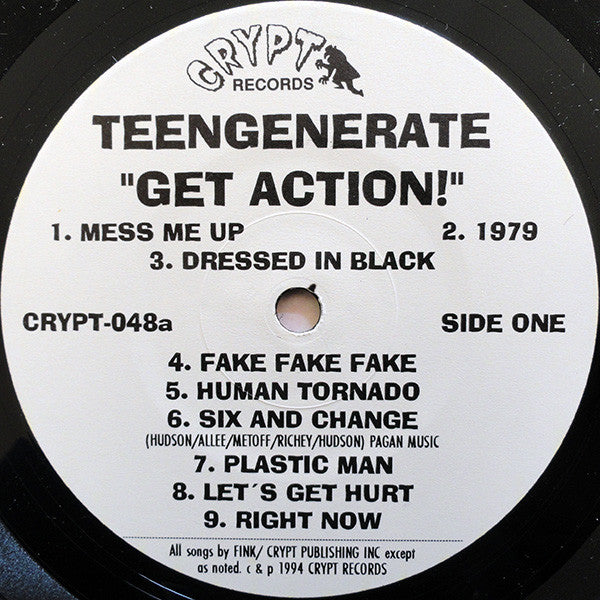 CRYPT
RECORDS
TEENGENERATE
"GET ACTION!"
1. MESS ME UP 2. 1979
3. DRESSED IN BLACK
CRYPT-048a SIDE ONE
4. FAKE FAKE FAKE
5. HUMAN TORNADO
6. SIX AND CHANGE
(HUDSON/ALLEE/METOFF/RICHEY/HUDSON) PAGAN MUSIC
7. PLASTIC MAN
8. LET´S GET HURT
9. RIGHT NOW
All songs by FINK/ CRYPT PUBLISHING INC except
as noted. c & p 1994 CRYPT RECORDS